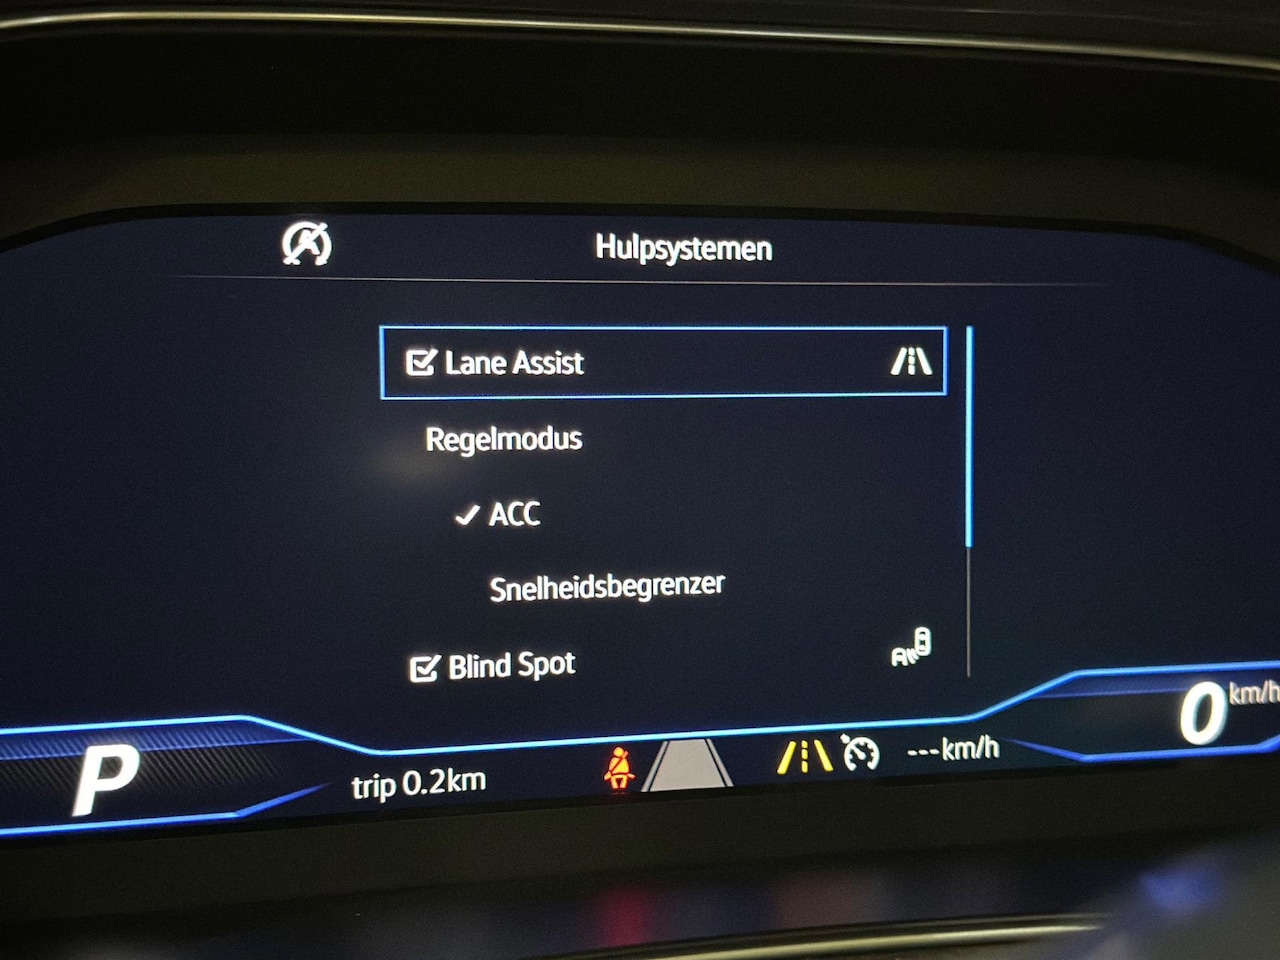 Hulpsystemen
Lane Assist
Regelmodus
ACC
Snelheidsbegrenzer
Blind Spot
0 km/h
P
trip 0.2km
---km/h